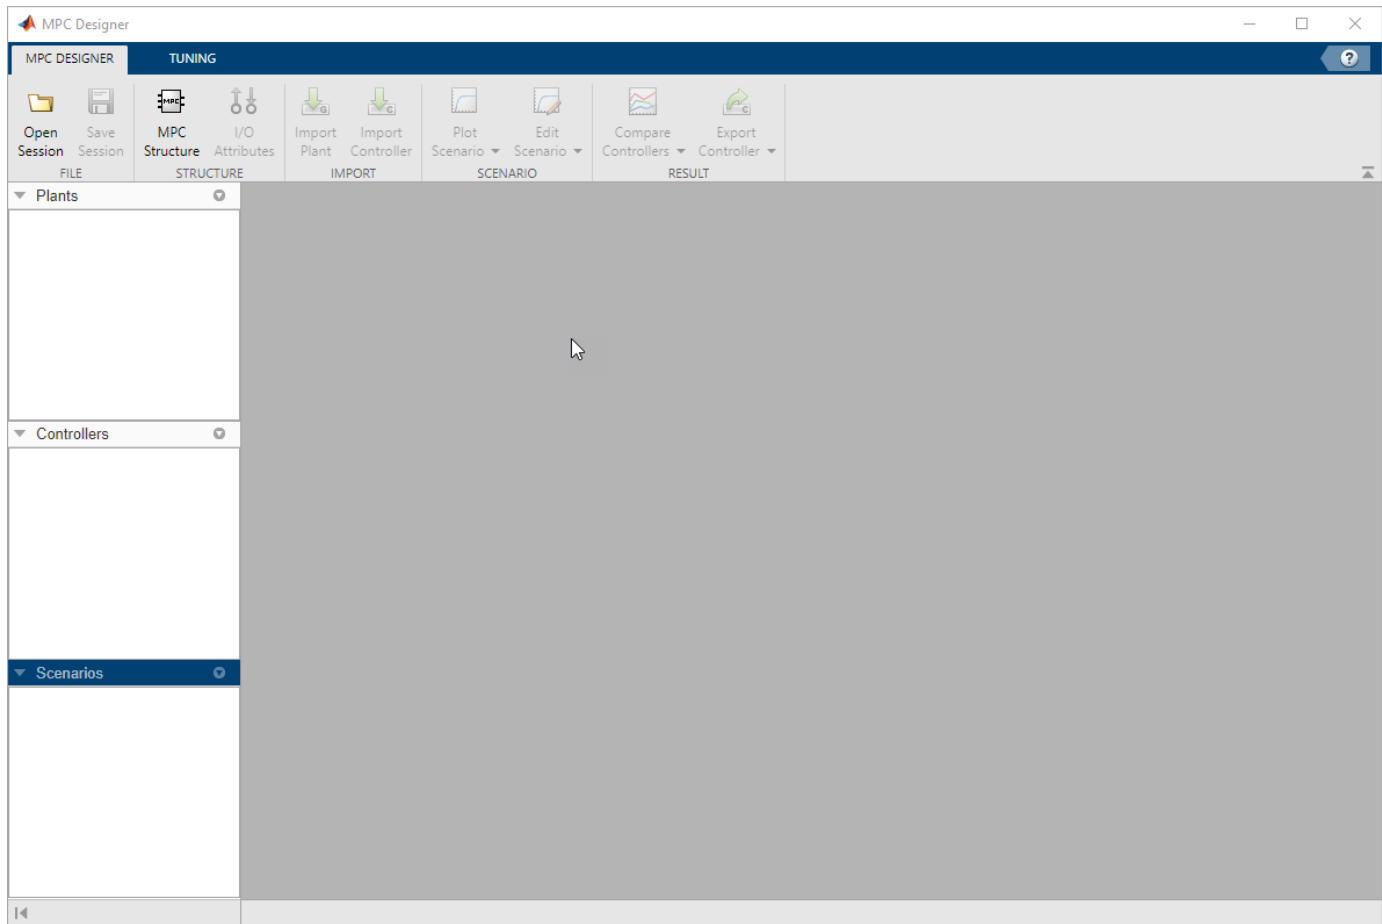 MPC Designer
MPC DESIGNER TUNING ?
MPC
G C C
Open Save MPC I/O Import Import Plot Edit Compare Export
Session Session Structure Attributes Plant Controller Scenario Scenario Controllers Controller
FILE STRUCTURE IMPORT SCENARIO RESULT
Plants
Controllers
Scenarios